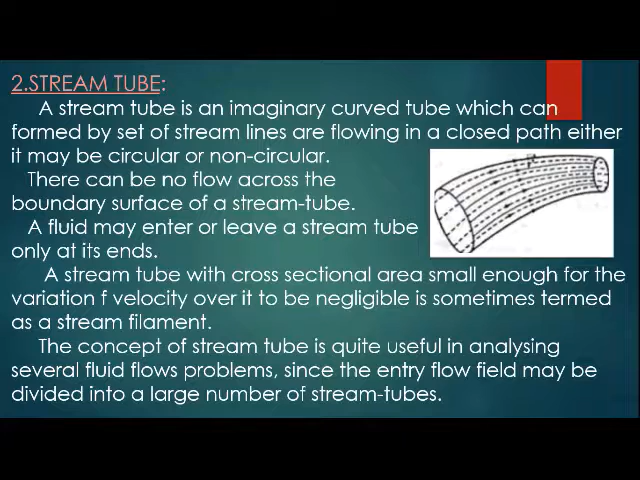 2.STREAM TUBE:
A stream tube is an imaginary curved tube which can
formed by set of stream lines are flowing in a closed path either
it may be circular or non-circular.
There can be no flow across the
boundary surface of a stream-tube.
A fluid may enter or leave a stream tube
only at its ends.
A stream tube with cross sectional area small enough for the
variation f velocity over it to be negligible is sometimes termed
as a stream filament.
The concept of stream tube is quite useful in analysing
several fluid flows problems, since the entry flow field may be
divided into a large number of stream-tubes.